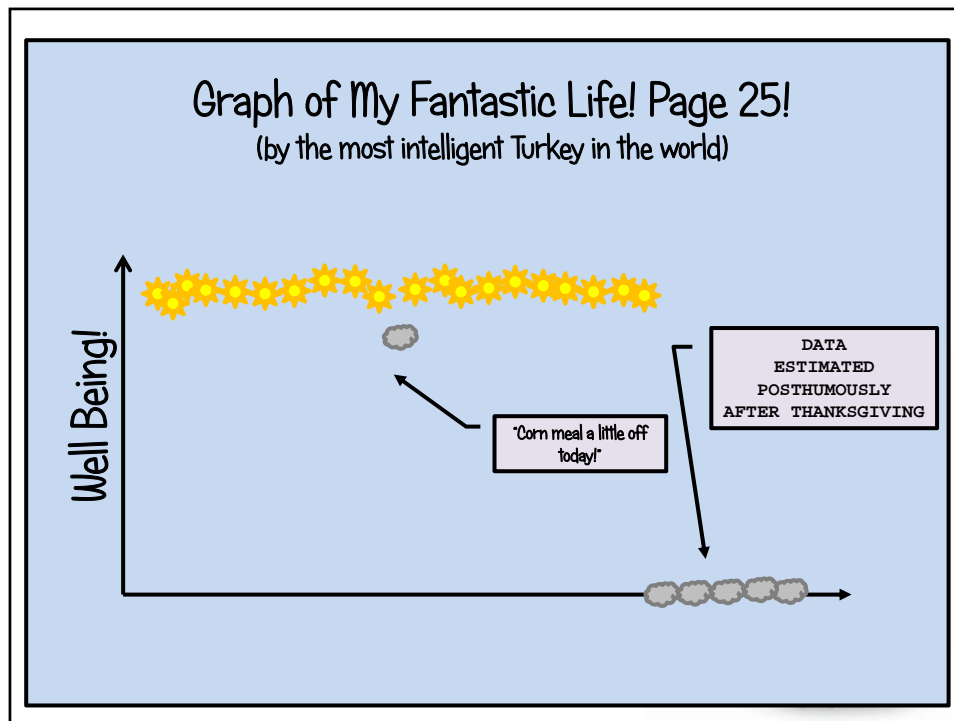 Graph of My Fantastic Life! Page 25!
(by the most intelligent Turkey in the world)
Well Being!
DATA
ESTIMATED
POSTHUMOUSLY
AFTER THANKSGIVING
"Corn meal a little off
today!"